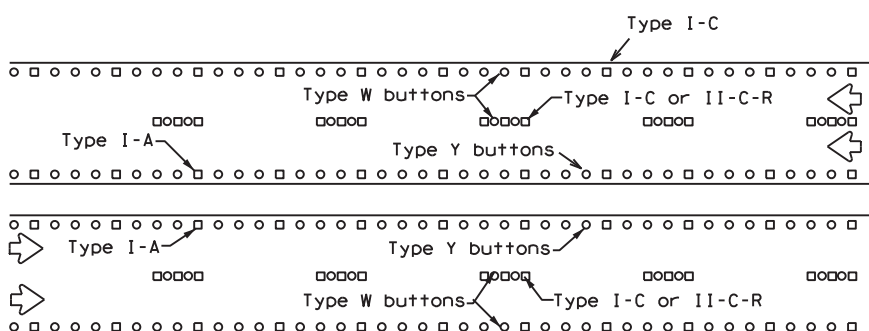 Type I-C
Type W buttons
Type I-C or II-C-R
Type I-A
Type Y buttons
Type I-A
Type Y buttons
Type W buttons
Type I-C or II-C-R